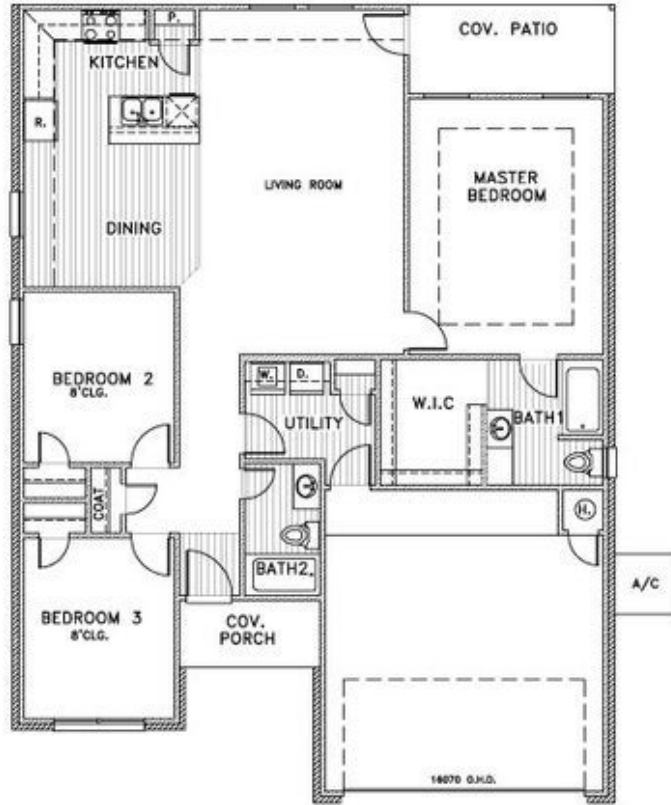 P.
COV. PATIO
KITCHEN
R.
MASTER
BEDROOM
LIVING ROOM
DINING
BEDROOM 2
8'CLG.
W.
D.
W.I.C
BATH1
UTILITY
COAT
H.
BATH2.
A/C
BEDROOM 3
8'CLG.
COV.
PORCH
16070 O.H.D.